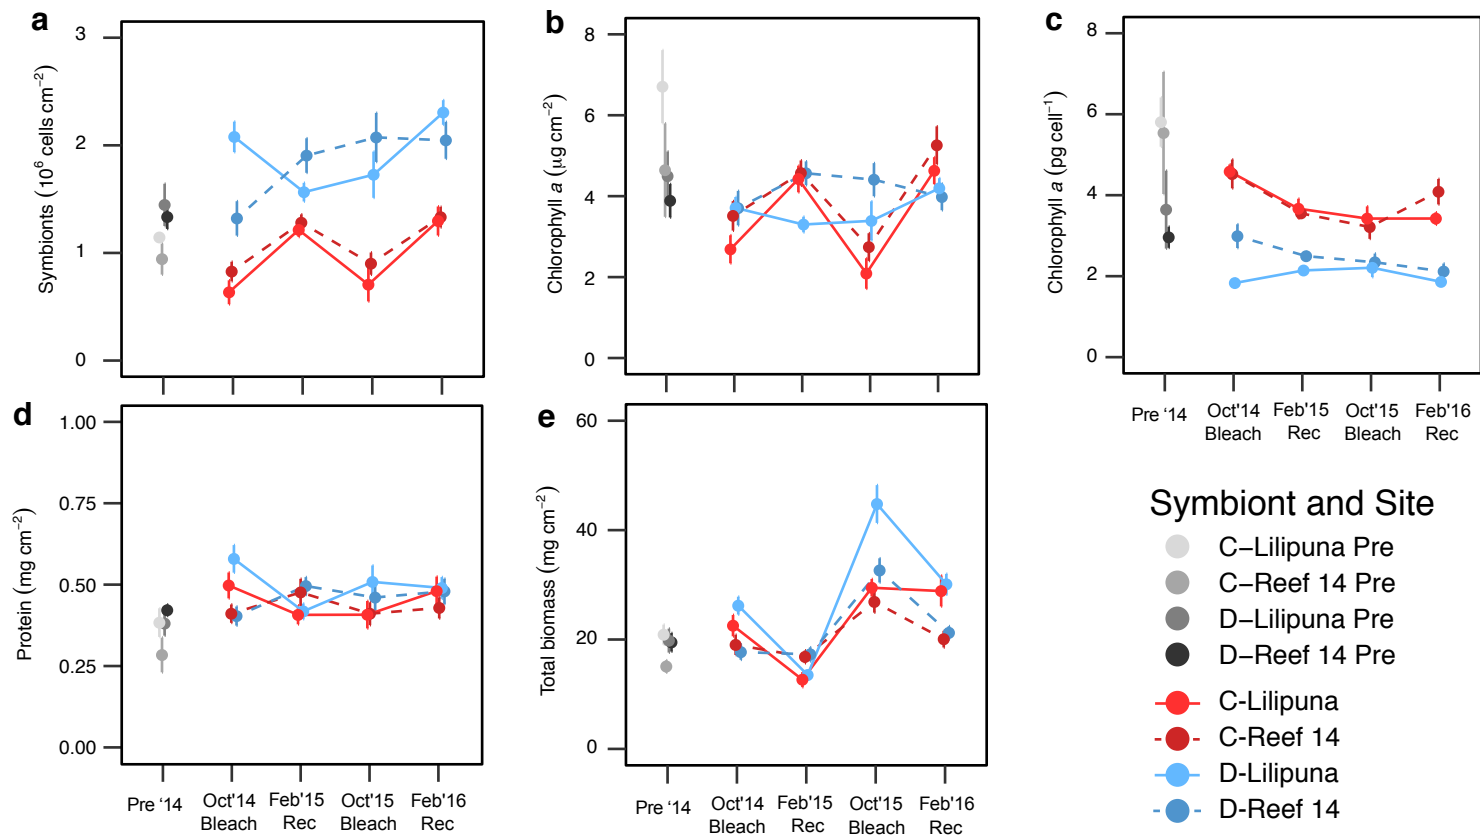 a
Symbionts (10⁶ cells cm⁻²)
3
2
1
0
b
Chlorophyll a (μg cm⁻²)
8
6
4
2
0
c
Chlorophyll a (pg cell⁻¹)
8
6
4
2
0
Pre ‘14
Oct'14
Bleach
Feb'15
Rec
Oct'15
Bleach
Feb'16
Rec
d
Protein (mg cm⁻²)
1.00
0.75
0.50
0.25
0.00
Pre ‘14
Oct'14
Bleach
Feb'15
Rec
Oct'15
Bleach
Feb'16
Rec
e
Total biomass (mg cm⁻²)
60
40
20
0
Pre ‘14
Oct'14
Bleach
Feb'15
Rec
Oct'15
Bleach
Feb'16
Rec
Symbiont and Site
C−Lilipuna Pre
C−Reef 14 Pre
D−Lilipuna Pre
D−Reef 14 Pre
C-Lilipuna
C-Reef 14
D-Lilipuna
D-Reef 14